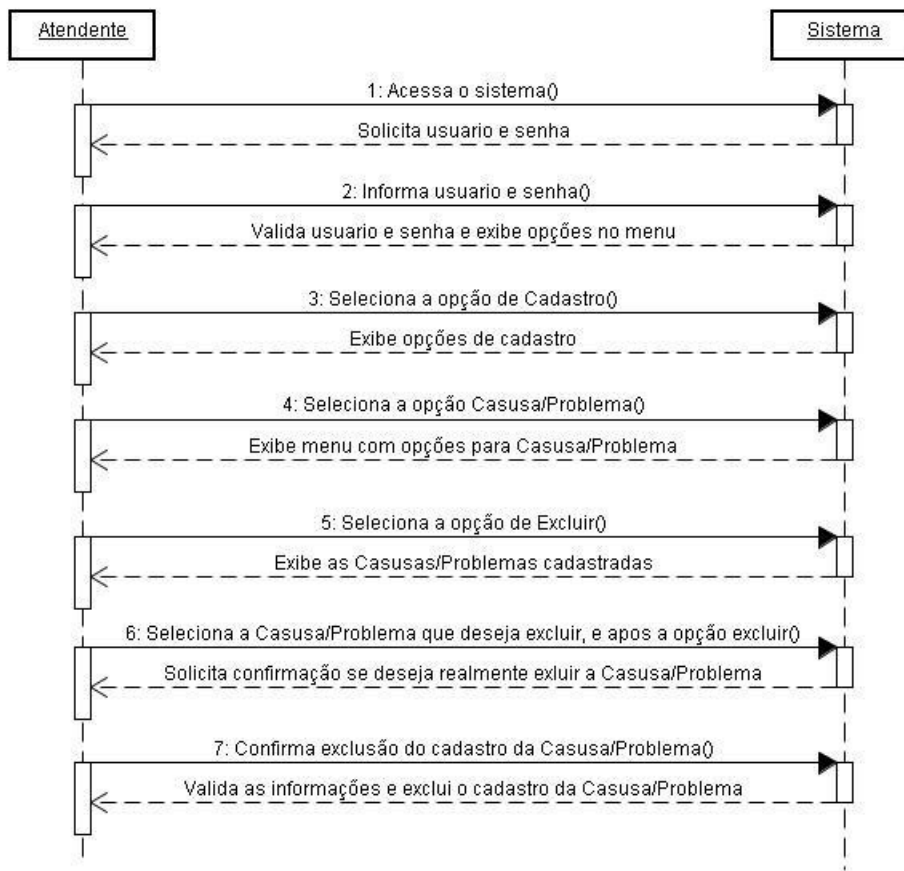 Atendente
Sistema
1: Acessa o sistema()
Solicita usuario e senha
2: Informa usuario e senha()
Valida usuario e senha e exibe opções no menu
3: Seleciona a opção de Cadastro()
Exibe opções de cadastro
4: Seleciona a opção Casusa/Problema()
Exibe menu com opções para Casusa/Problema
5: Seleciona a opção de Excluir()
Exibe as Casusas/Problemas cadastradas
6: Seleciona a Casusa/Problema que deseja excluir, e apos a opção excluir()
Solicita confirmação se deseja realmente exluir a Casusa/Problema
7: Confirma exclusão do cadastro da Casusa/Problema()
Valida as informações e exclui o cadastro da Casusa/Problema